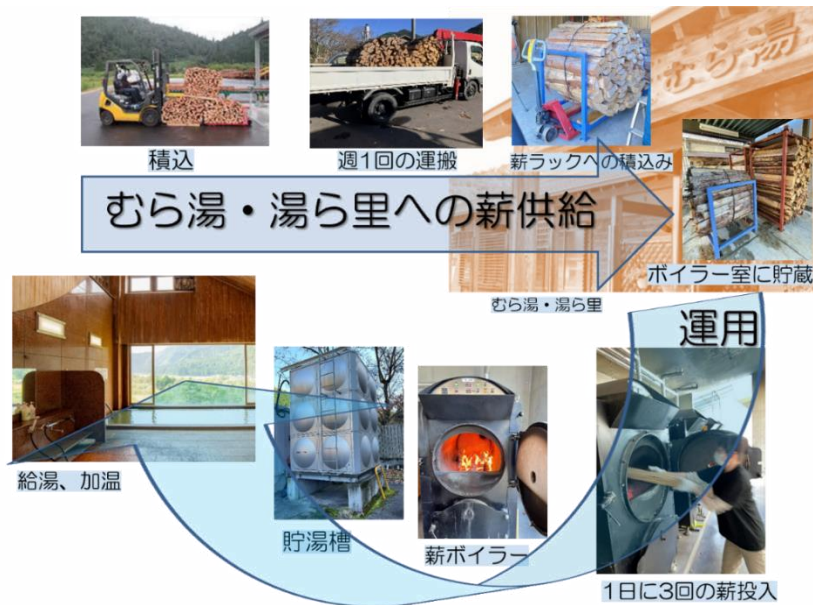 むら湯
積込
週1回の運搬
薪ラックへの積込み
むら湯・湯ら里への薪供給
ボイラー室に貯蔵
むら湯・湯ら里
運用
給湯、加温
貯湯槽
薪ボイラー
1日に3回の薪投入